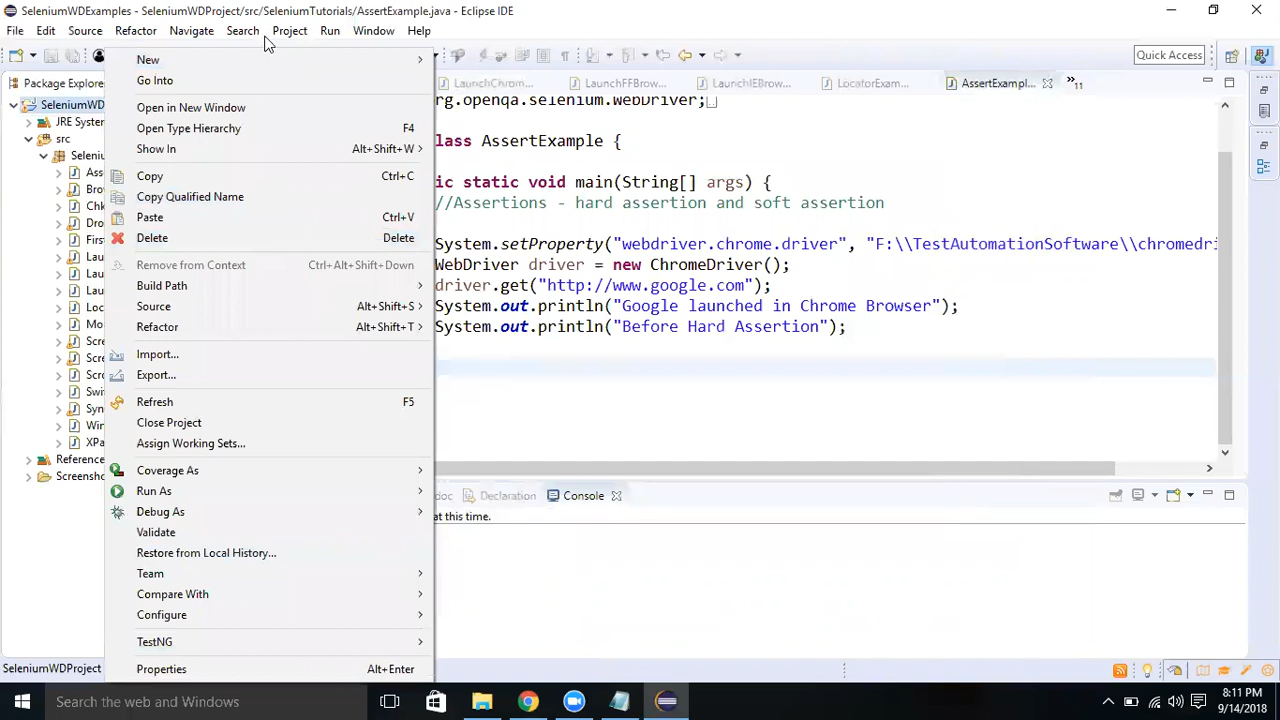 SeleniumWDExamples - SeleniumWDProject/src/SeleniumTutorials/AssertExample.java - Eclipse IDE
File Edit Source Refactor Navigate Search Project Run Window Help
Quick Access
Package Explore
LaunchChrom... LaunchFFBrow... LaunchIEBrow... LocatorExam... AssertExampl... »11
SeleniumWD
JRE System
src
Seleniu
Ass
Bro
Chk
Dro
First
Lau
Lau
Loc
Mo
Scre
Scre
Scro
Swi
Syn
Win
XPa
Reference
Screensho
New
Go Into
Open in New Window
Open Type Hierarchy F4
Show In Alt+Shift+W
Copy Ctrl+C
Copy Qualified Name
Paste Ctrl+V
Delete Delete
Remove from Context Ctrl+Alt+Shift+Down
Build Path
Source Alt+Shift+S
Refactor Alt+Shift+T
Import...
Export...
Refresh F5
Close Project
Assign Working Sets...
Coverage As
Run As
Debug As
Validate
Restore from Local History...
Team
Compare With
Configure
TestNG
Properties Alt+Enter
rg.openqa.selenium.WebDriver;
lass AssertExample {
ic static void main(String[] args) {
//Assertions - hard assertion and soft assertion
System.setProperty("webdriver.chrome.driver", "F:\\TestAutomationSoftware\\chromedri
WebDriver driver = new ChromeDriver();
driver.get("http://www.google.com");
System.out.println("Google launched in Chrome Browser");
System.out.println("Before Hard Assertion");
doc Declaration Console
at this time.
SeleniumWDProject
Search the web and Windows
8:11 PM
9/14/2018